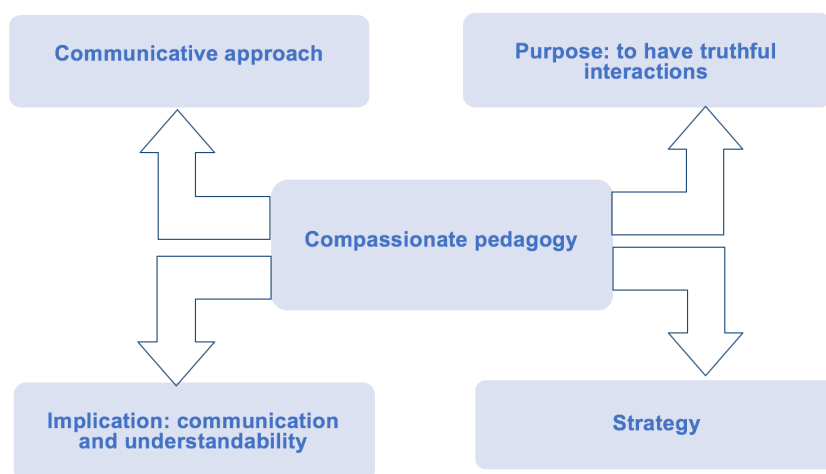 Communicative approach
Purpose: to have truthful
interactions
Compassionate pedagogy
Implication: communication
and understandability
Strategy